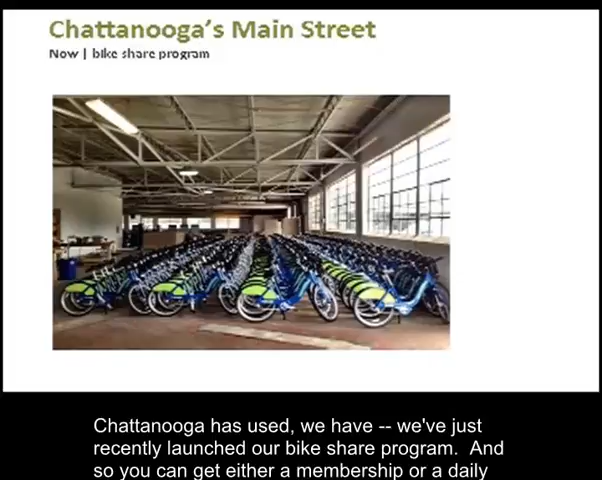 Chattanooga's Main Street
Now | bike share program
Chattanooga has used, we have -- we've just
recently launched our bike share program.  And
so you can get either a membership or a daily